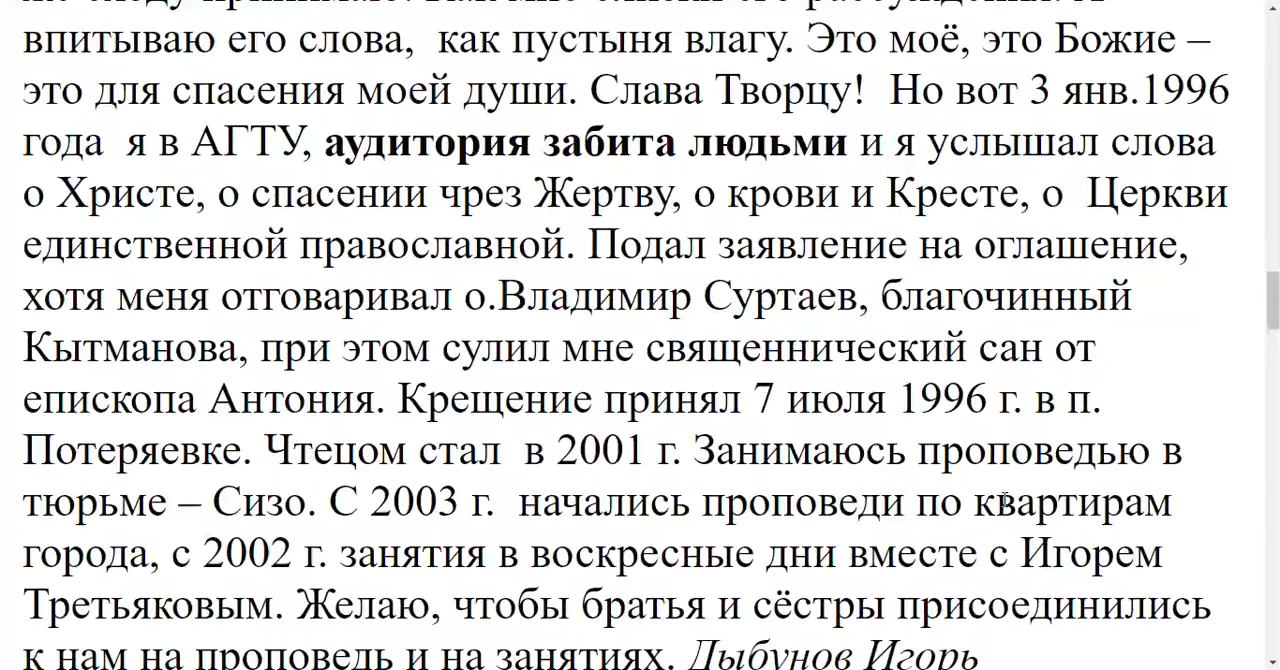 впитываю его слова,  как пустыня влагу. Это моё, это Божие –
это для спасения моей души. Слава Творцу!  Но вот 3 янв.1996
года  я в АГТУ, аудитория забита людьми и я услышал слова
о Христе, о спасении чрез Жертву, о крови и Кресте, о  Церкви
единственной православной. Подал заявление на оглашение,
хотя меня отговаривал о.Владимир Суртаев, благочинный
Кытманова, при этом сулил мне священнический сан от
епископа Антония. Крещение принял 7 июля 1996 г. в п.
Потеряевке. Чтецом стал  в 2001 г. Занимаюсь проповедью в
тюрьме – Сизо. С 2003 г.  начались проповеди по квартирам
города, с 2002 г. занятия в воскресные дни вместе с Игорем
Третьяковым. Желаю, чтобы братья и сёстры присоединились
к нам на проповедь и на занятиях. Дыбунов Игорь